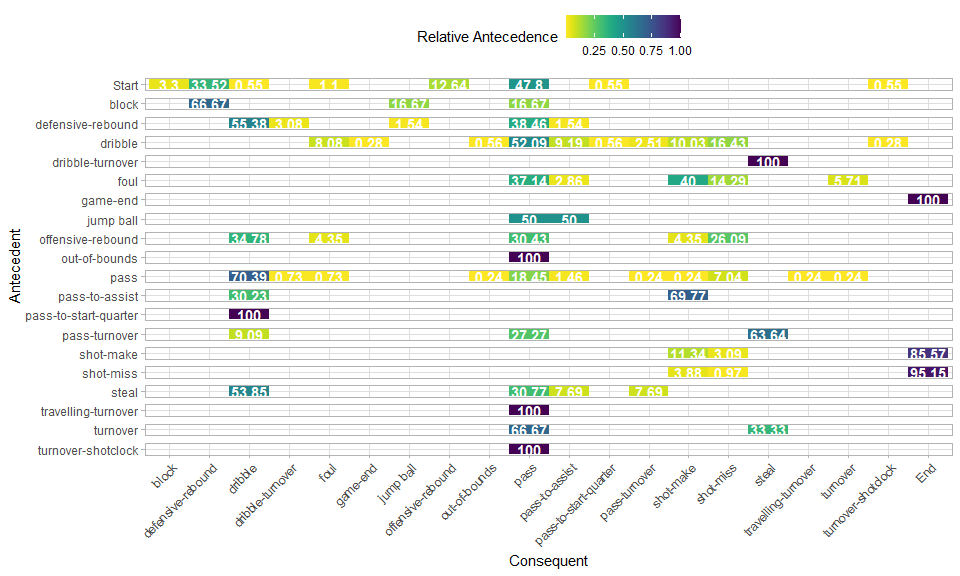 Relative Antecedence
0.25 0.50 0.75 1.00
Antecedent
Start 3.3 33.52 0.55 1.1 12.64 47.8 0.55 0.55
block 66.67 16.67 16.67
defensive-rebound 55.38 3.08 1.54 38.46 1.54
dribble 8.08 0.28 0.56 52.09 9.19 0.56 2.51 10.03 16.43 0.28
dribble-turnover 100
foul 37.14 2.86 40 14.29 5.71
game-end 100
jump ball 50 50
offensive-rebound 34.78 4.35 30.43 4.35 26.09
out-of-bounds 100
pass 70.39 0.73 0.73 0.24 18.45 1.46 0.24 0.24 7.04 0.24 0.24
pass-to-assist 30.23 69.77
pass-to-start-quarter 100
pass-turnover 9.09 27.27 63.64
shot-make 11.34 3.09 85.57
shot-miss 3.88 0.97 95.15
steal 53.85 30.77 7.69 7.69
travelling-turnover 100
turnover 66.67 33.33
turnover-shotclock 100
block
defensive-rebound
dribble
dribble-turnover
foul
game-end
jump ball
offensive-rebound
out-of-bounds
pass
pass-to-assist
pass-to-start-quarter
pass-turnover
shot-make
shot-miss
steal
travelling-turnover
turnover
turnover-shotclock
End
Consequent